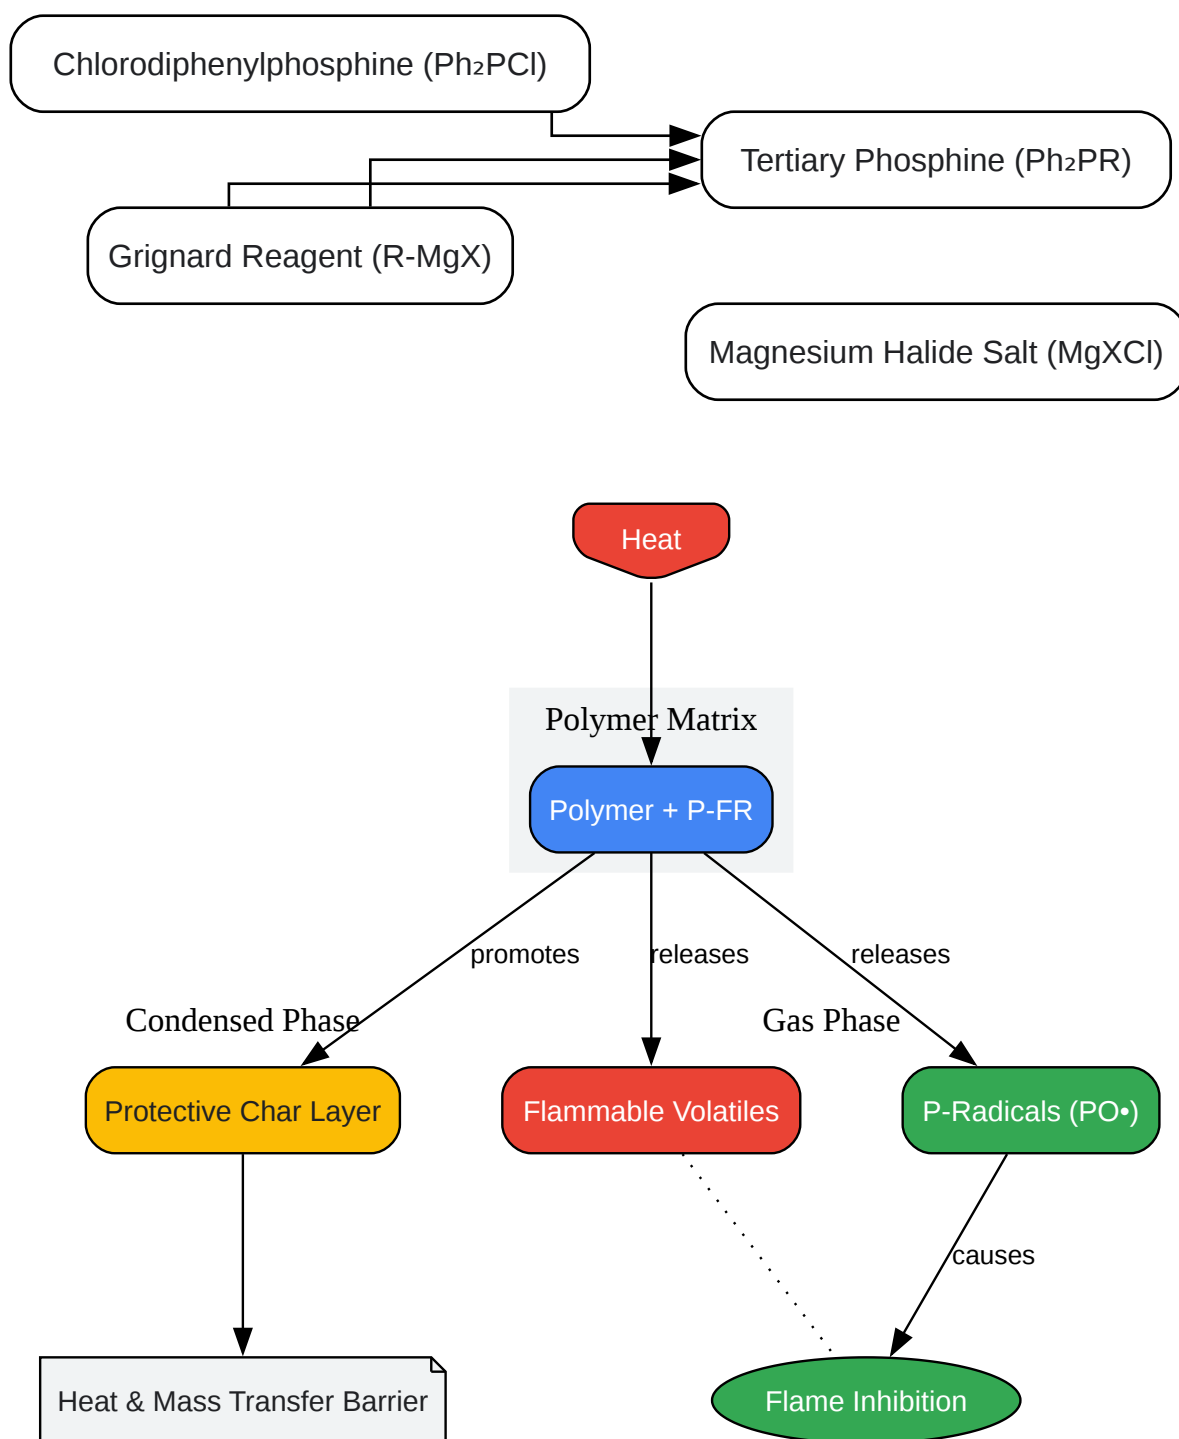 Chlorodiphenylphosphine (Ph₂PCl)
Tertiary Phosphine (Ph₂PR)
Grignard Reagent (R-MgX)
Magnesium Halide Salt (MgXCl)
Heat
Polymer Matrix
Polymer + P-FR
promotes
releases
releases
Condensed Phase
Gas Phase
Protective Char Layer
Flammable Volatiles
P-Radicals (PO•)
causes
Heat & Mass Transfer Barrier
Flame Inhibition